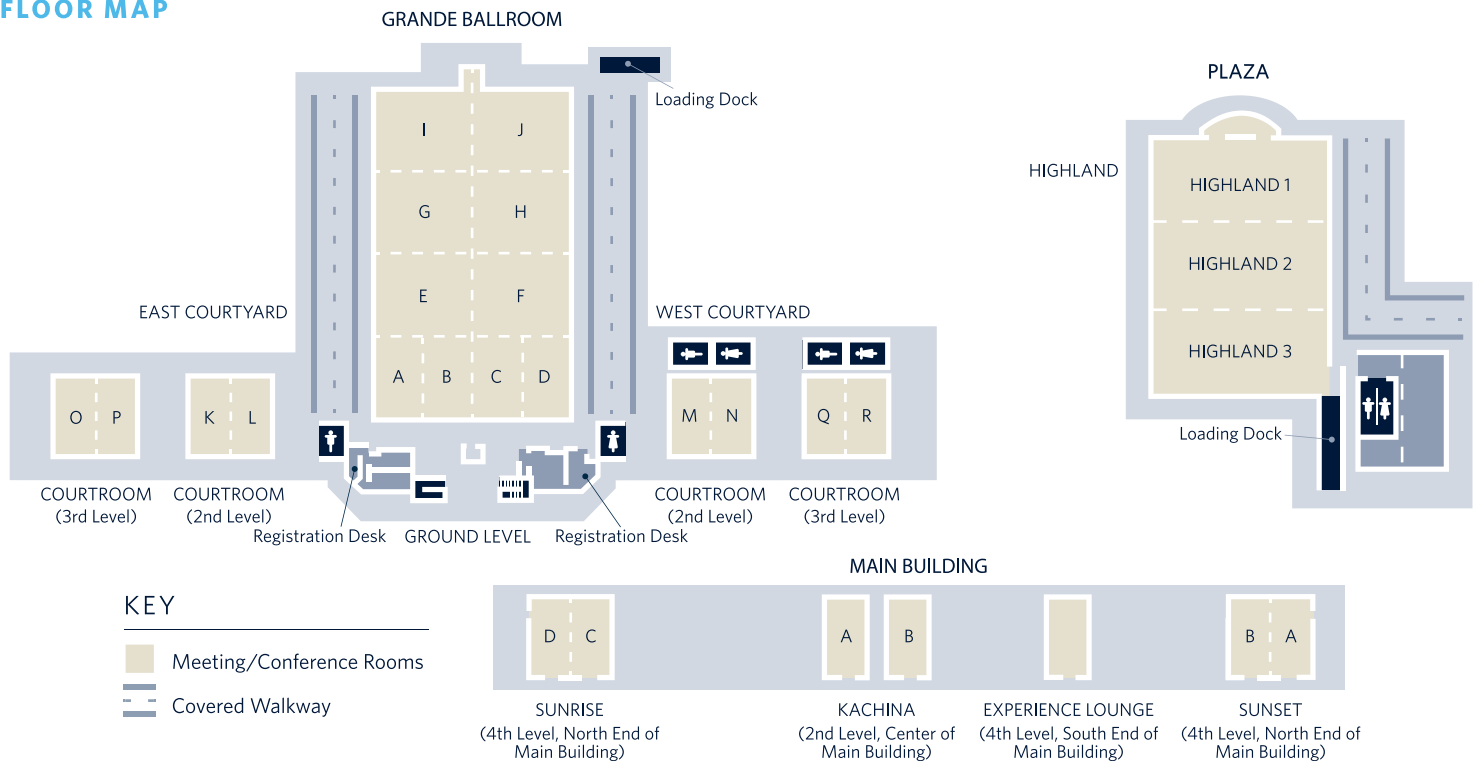 FLOOR MAP
GRANDE BALLROOM
Loading Dock
I
J
G
H
E
F
A
B
C
D
EAST COURTYARD
WEST COURTYARD
O
P
K
L
M
N
Q
R
COURTROOM
(3rd Level)
COURTROOM
(2nd Level)
COURTROOM
(2nd Level)
COURTROOM
(3rd Level)
Registration Desk
GROUND LEVEL
Registration Desk
PLAZA
HIGHLAND
HIGHLAND 1
HIGHLAND 2
HIGHLAND 3
Loading Dock
KEY
Meeting/Conference Rooms
Covered Walkway
MAIN BUILDING
D
C
A
B
B
A
SUNRISE
(4th Level, North End of
Main Building)
KACHINA
(2nd Level, Center of
Main Building)
EXPERIENCE LOUNGE
(4th Level, South End of
Main Building)
SUNSET
(4th Level, North End of
Main Building)